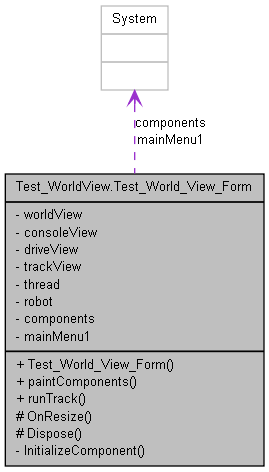 System
components
mainMenu1
Test_WorldView.Test_World_View_Form
- worldView
- consoleView
- driveView
- trackView
- thread
- robot
- components
- mainMenu1
+ Test_World_View_Form()
+ paintComponents()
+ runTrack()
# OnResize()
# Dispose()
- InitializeComponent()